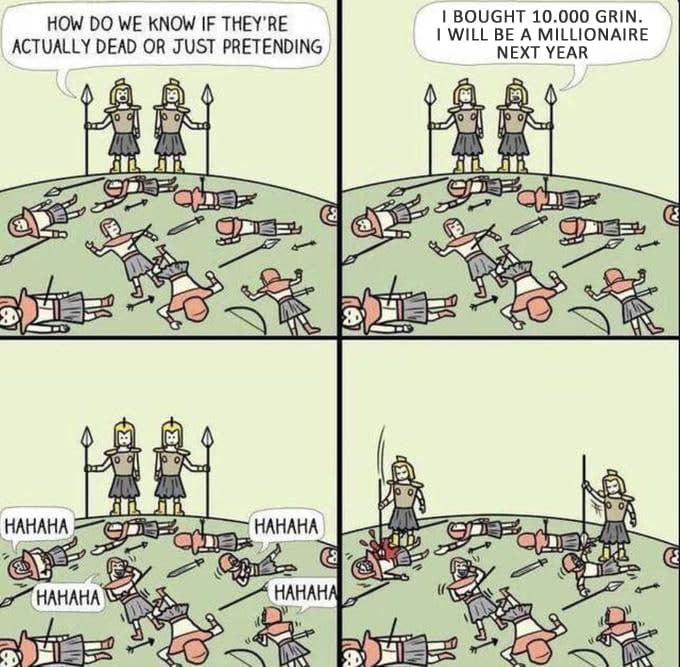 HOW DO WE KNOW IF THEY'RE
ACTUALLY DEAD OR JUST PRETENDING
I BOUGHT 10.000 GRIN.
I WILL BE A MILLIONAIRE
NEXT YEAR
HAHAHA
HAHAHA
HAHAHA
HAHAHA